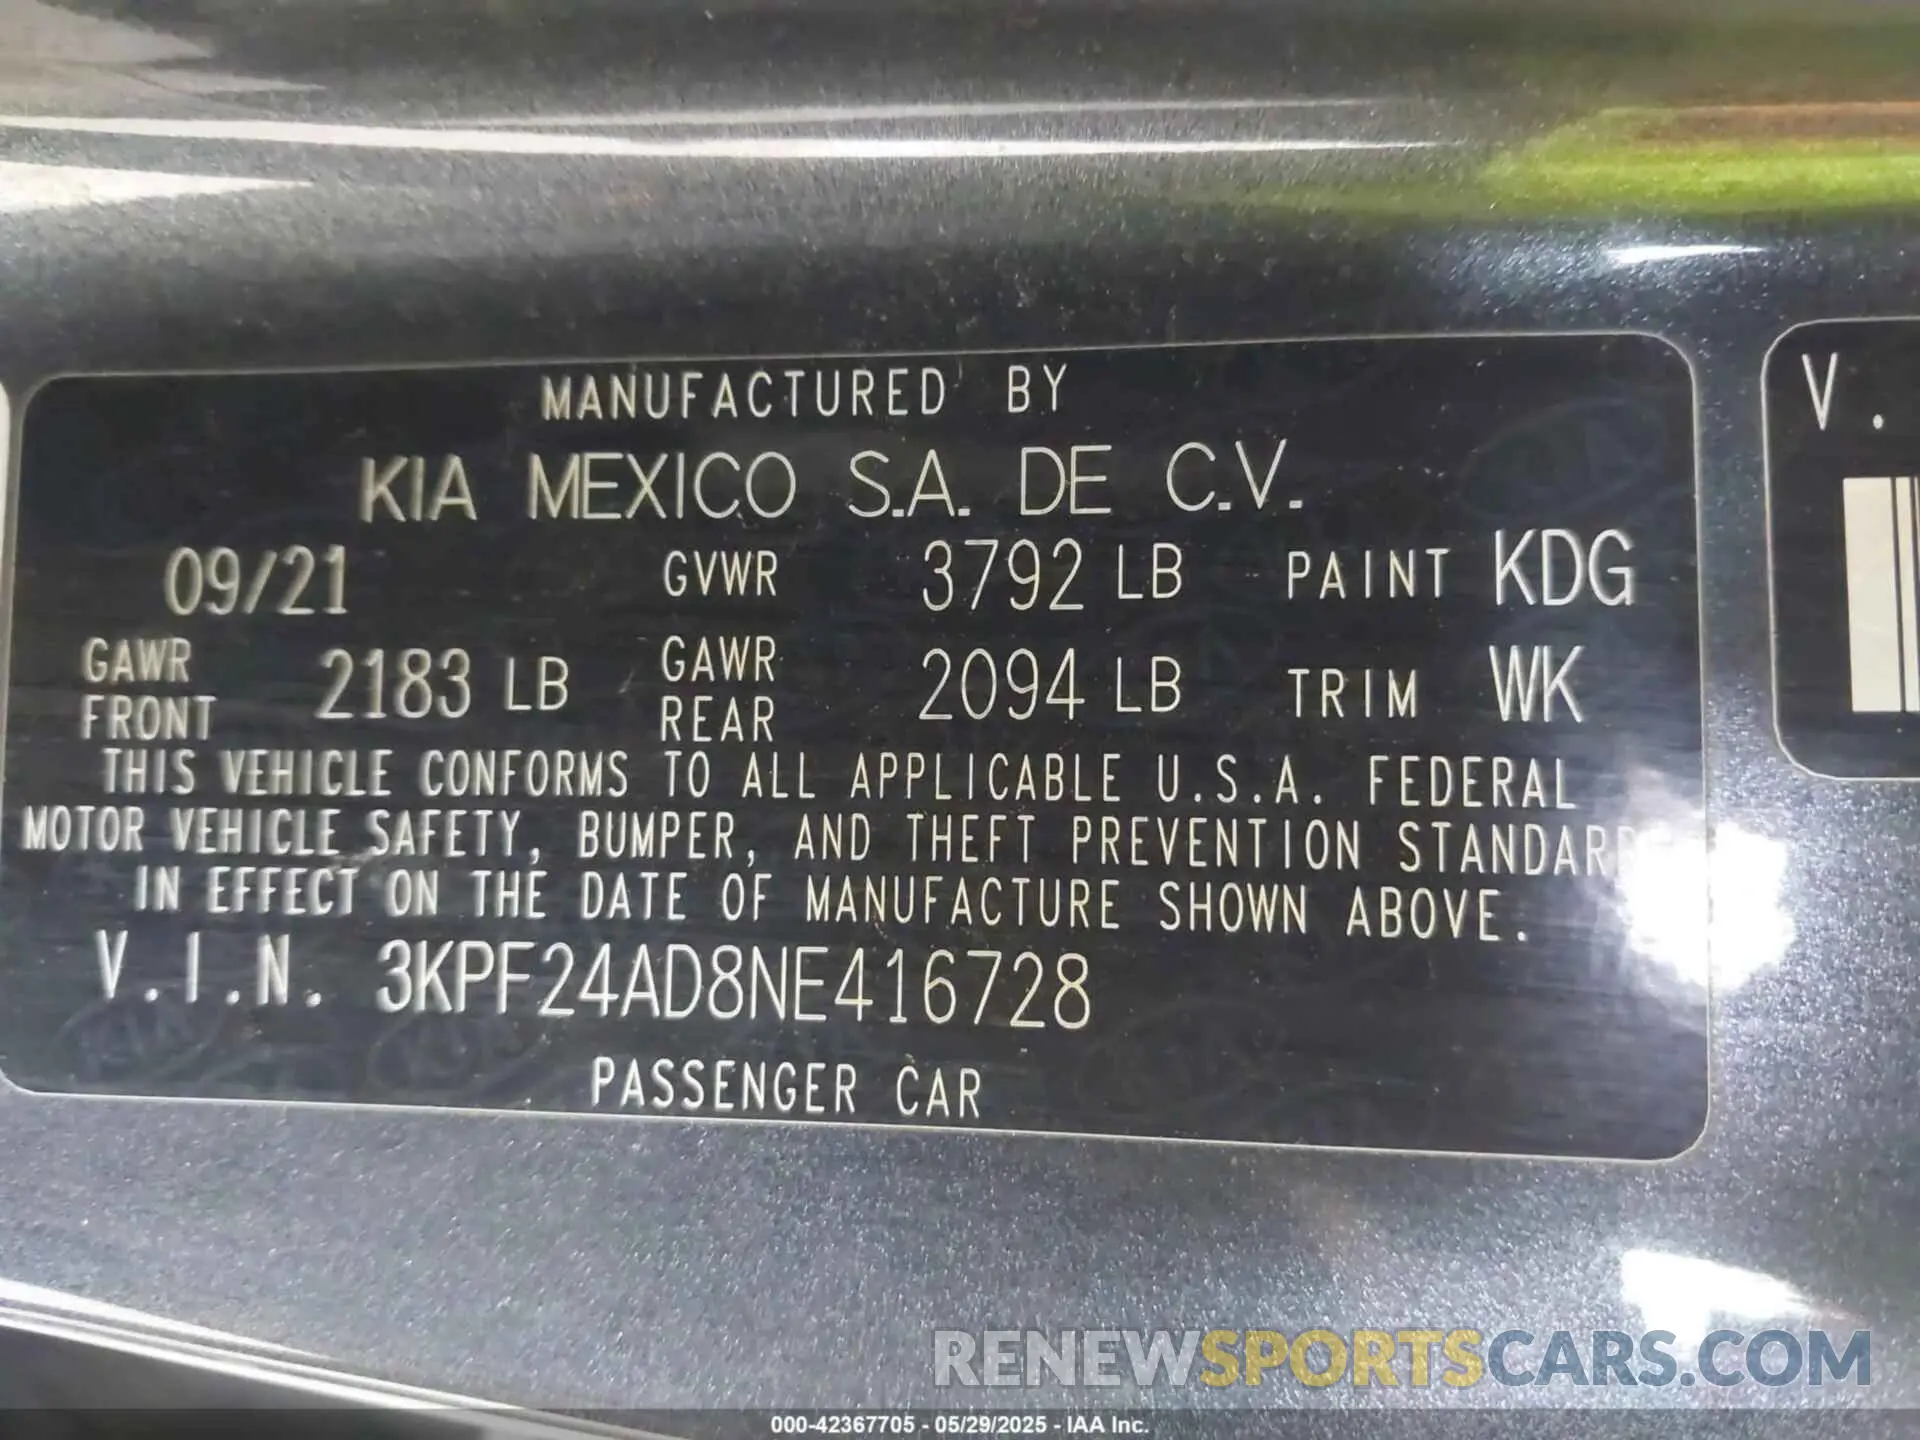 MANUFACTURED BY
KIA MEXICO S.A. DE C.V.
09/21 GVWR 3792 LB PAINT KDG
GAWR FRONT 2183 LB GAWR REAR 2094 LB TRIM WK
THIS VEHICLE CONFORMS TO ALL APPLICABLE U.S.A. FEDERAL
MOTOR VEHICLE SAFETY, BUMPER, AND THEFT PREVENTION
IN EFFECT ON THE DATE OF MANUFACTURE SHOWN ABOVE.
V.I.N. 3KPF24AD8NE416728
PASSENGER CAR
V.
RENEWSPORTSCARS.COM
000-42367705 - 05/29/2025 - IAA Inc.